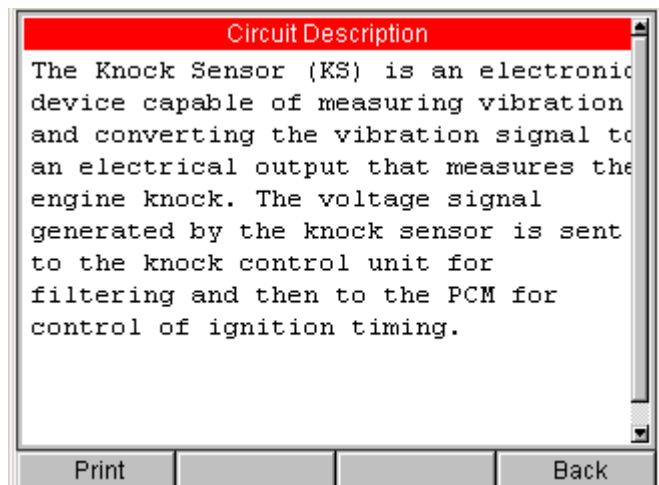 Circuit Description
The Knock Sensor (KS) is an electronic
device capable of measuring vibration
and converting the vibration signal to
an electrical output that measures the
engine knock. The voltage signal
generated by the knock sensor is sent
to the knock control unit for
filtering and then to the PCM for
control of ignition timing.
Print Back